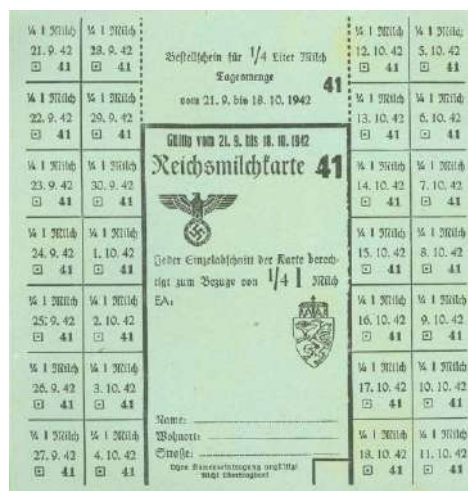 ¼ l Milch
21. 9. 42
41
¼ l Milch
28. 9. 42
41
¼ l Milch
22. 9. 42
41
¼ l Milch
29. 9. 42
41
¼ l Milch
23. 9. 42
41
¼ l Milch
30. 9. 42
41
¼ l Milch
24. 9. 42
41
¼ l Milch
1. 10. 42
41
¼ l Milch
25. 9. 42
41
¼ l Milch
2. 10. 42
41
¼ l Milch
26. 9. 42
41
¼ l Milch
3. 10. 42
41
¼ l Milch
27. 9. 42
41
¼ l Milch
4. 10. 42
41
Bestellschein für 1/4 Liter Milch
Tagesmenge
41
vom 21. 9. bis 18. 10. 1942
Gültig vom 21. 9. bis 18. 10. 1942
Reichsmilchkarte 41
Jeder Einzelabschnitt der Karte berech-
tigt zum Bezuge von 1/4 l Milch
EA:
Name:
Wohnort:
Straße:
Ohne Namenseintragung ungültig!
Nicht übertragbar!
¼ l Milch
12. 10. 42
41
¼ l Milch
5. 10. 42
41
¼ l Milch
13. 10. 42
41
¼ l Milch
6. 10. 42
41
¼ l Milch
14. 10. 42
41
¼ l Milch
7. 10. 42
41
¼ l Milch
15. 10. 42
41
¼ l Milch
8. 10. 42
41
¼ l Milch
16. 10. 42
41
¼ l Milch
9. 10. 42
41
¼ l Milch
17. 10. 42
41
¼ l Milch
10. 10. 42
41
¼ l Milch
18. 10. 42
41
¼ l Milch
11. 10. 42
41